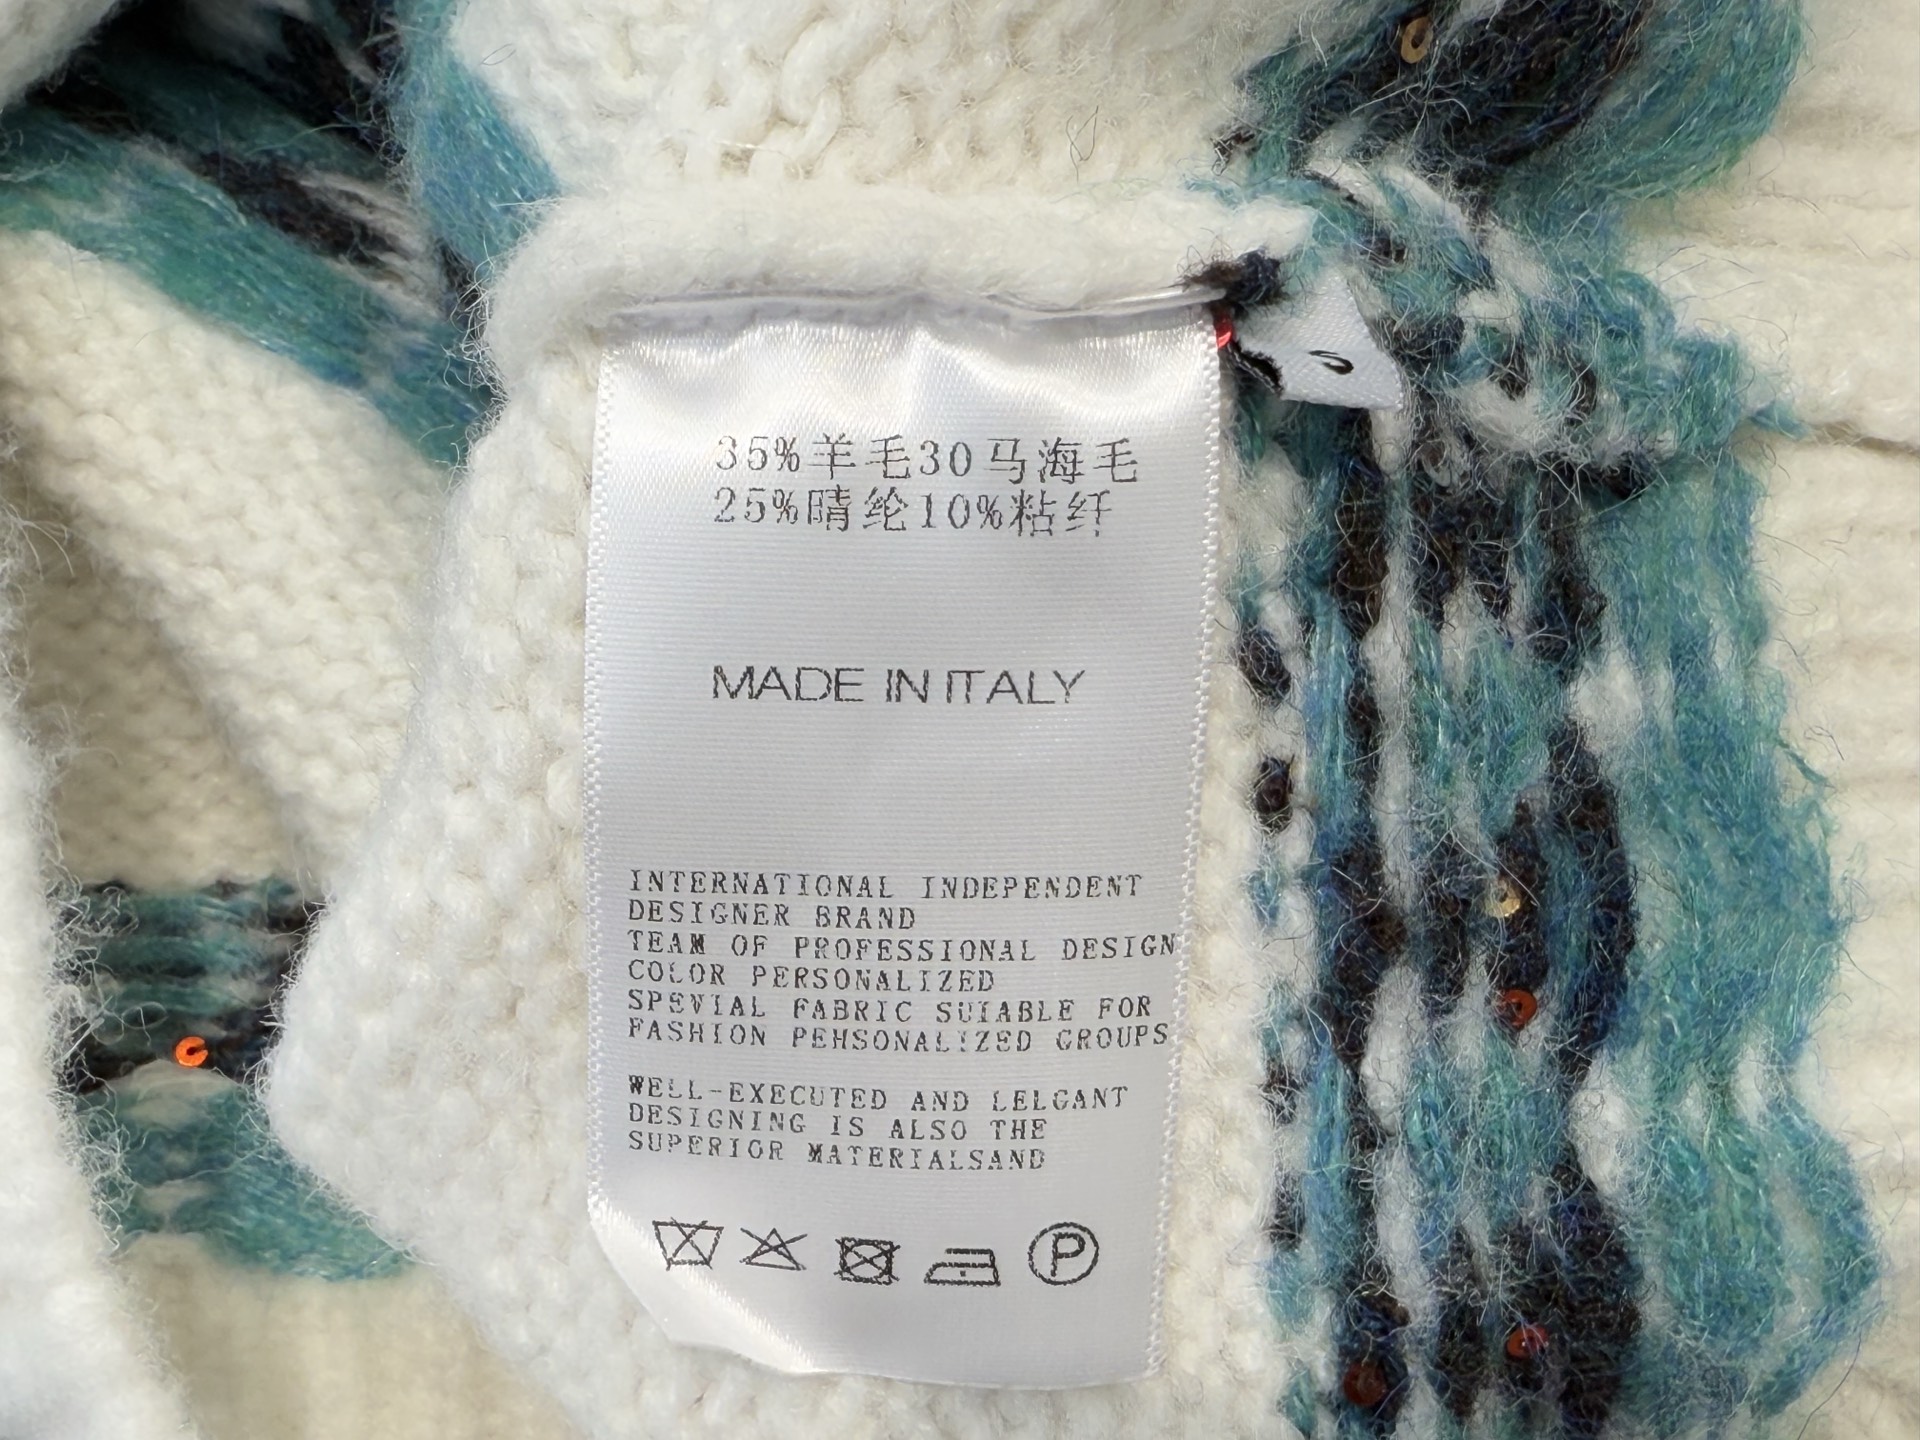 35%羊毛30马海毛
25%晴纶10%粘纤
MADE IN ITALY
INTERNATIONAL INDEPENDENT
DESIGNER BRAND
TEAM OF PROFESSIONAL DESIGN
COLOR PERSONALIZED
SPEVIAL FABRIC SUIABLE FOR
FASHION PEHSONALIZED GROUPS
WELL-EXECUTED AND LELGANT
DESIGNING IS ALSO THE
SUPERIOR MATERIALSAND
P